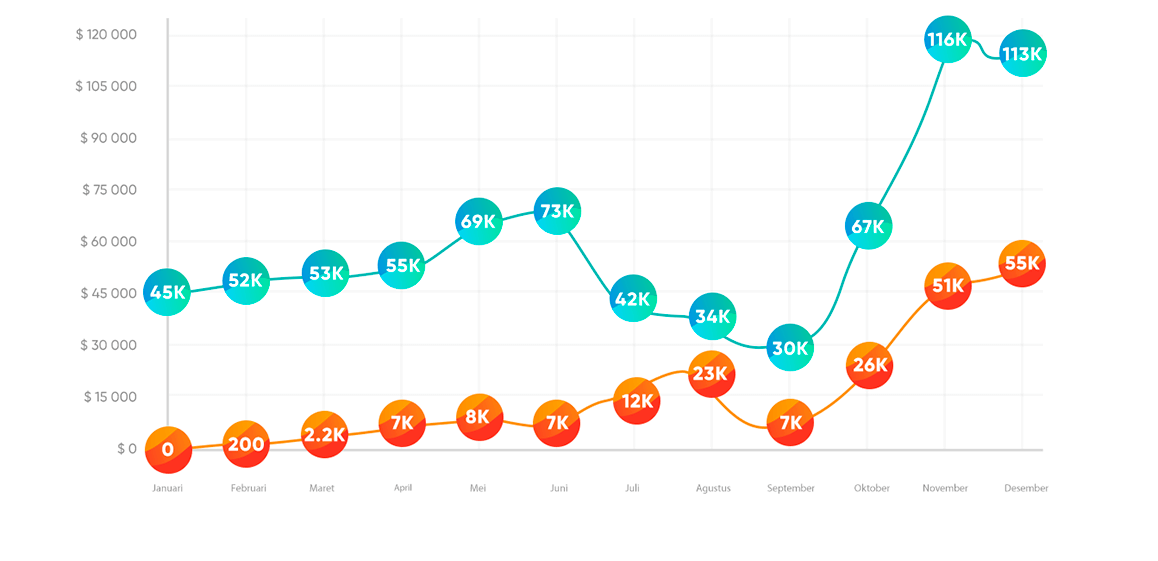 $ 120 000
$ 105 000
$ 90 000
$ 75 000
$ 60 000
$ 45 000
$ 30 000
$ 15 000
$ 0
45K
52K
53K
55K
69K
73K
42K
34K
30K
67K
116K
113K
0
200
2.2K
7K
8K
7K
12K
23K
7K
26K
51K
55K
Januari
Februari
Maret
April
Mei
Juni
Juli
Agustus
September
Oktober
November
Desember